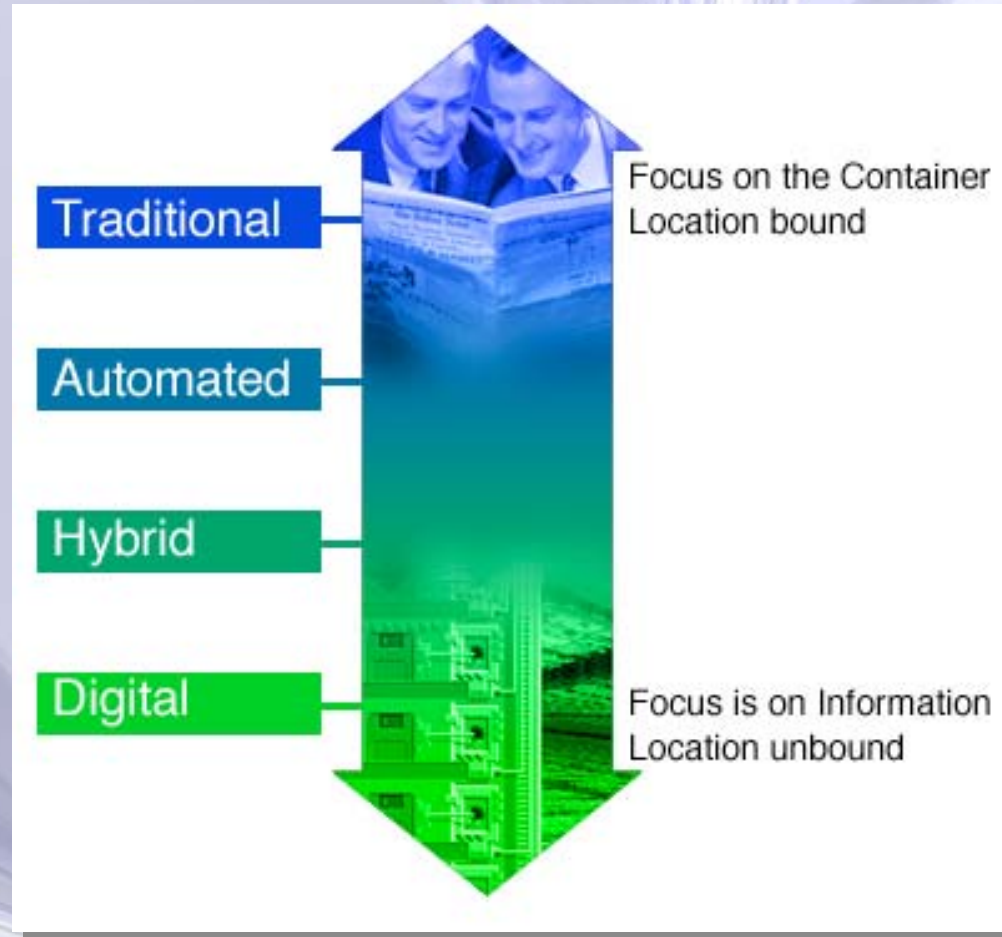 Traditional
Focus on the Container
Location bound
Automated
Hybrid
Digital
Focus is on Information
Location unbound